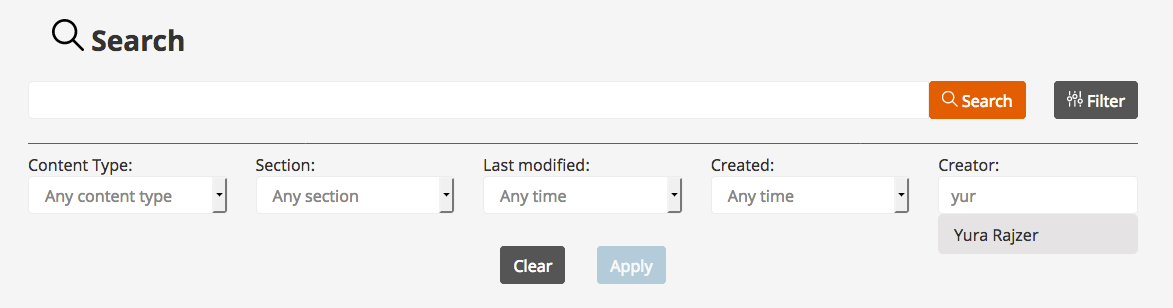 Search
Search
Filter
Content Type: Section: Last modified: Created: Creator:
Any content type Any section Any time Any time yur
Yura Rajzer
Clear Apply